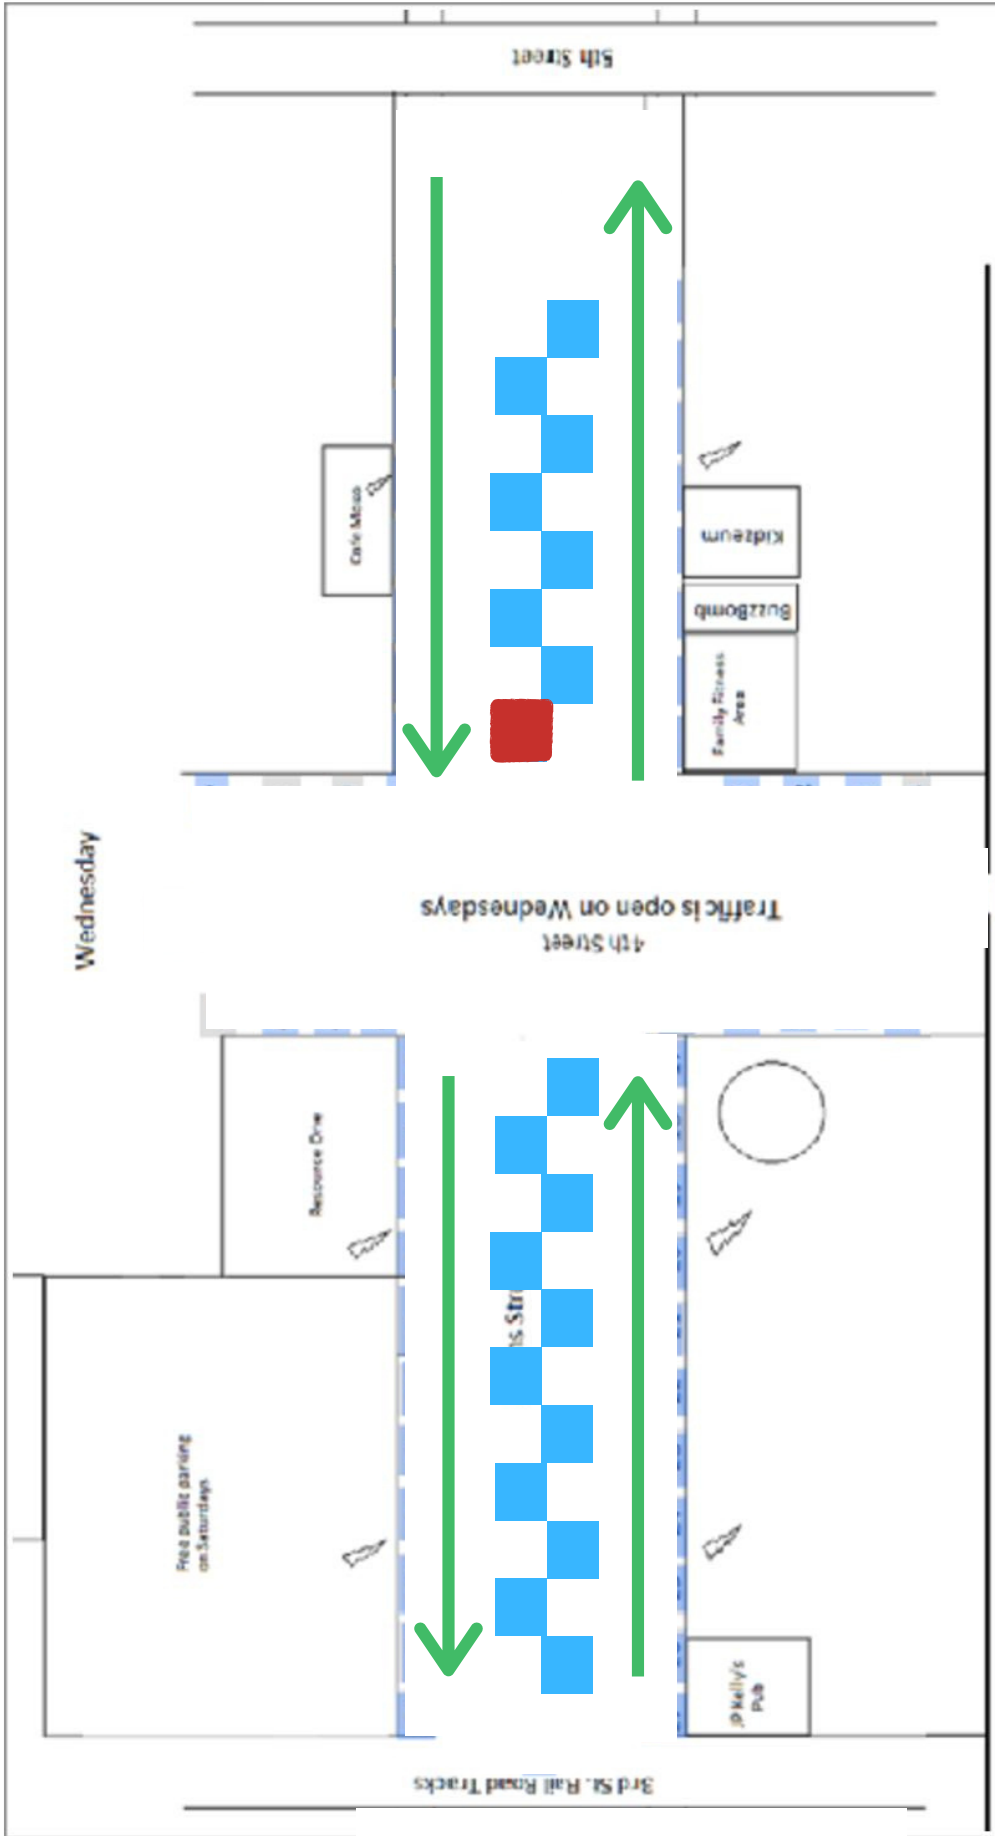 5th Street
Cafe Moxo
Kidzeum
BuzzBomb
Family Fitness
Area
Wednesday
Traffic is open on Wednesdays
4th Street
Resource One
Free public parking
on Saturdays
JP Kelly's
Pub
3rd St. Rail Road Tracks